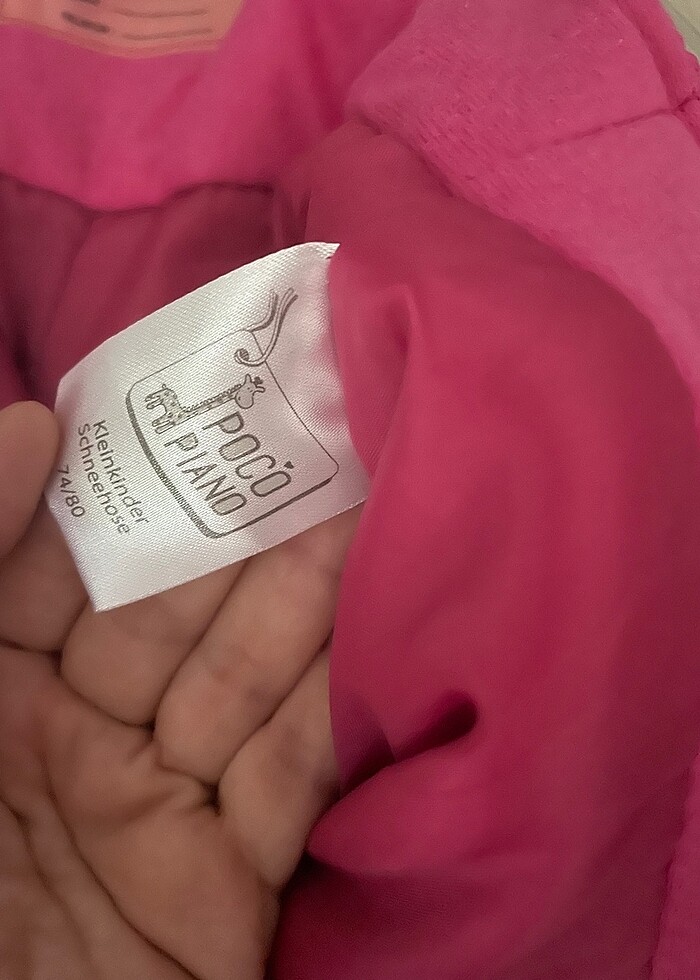 POCO
PIANO
Kleinkinder
Schneehose
74/80